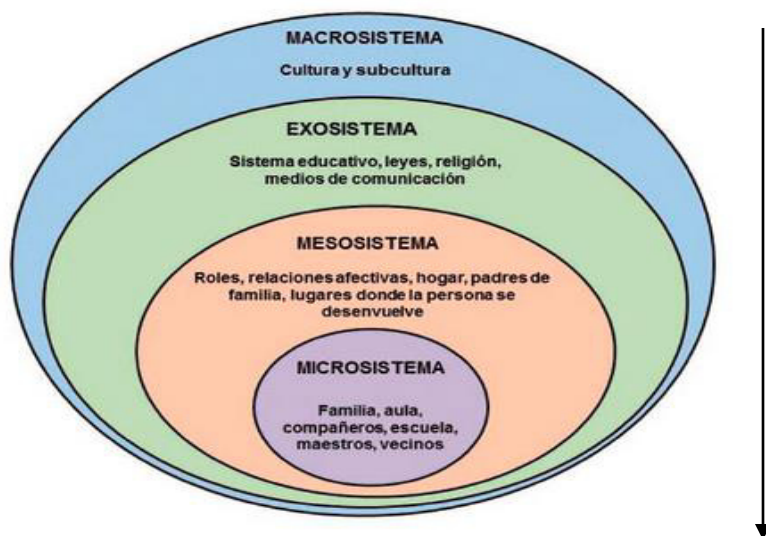 MACROSISTEMA
Cultura y subcultura
EXOSISTEMA
Sistema educativo, leyes, religión,
medios de comunicación
MESOSISTEMA
Roles, relaciones afectivas, hogar, padres de
familia, lugares donde la persona se
desenvuelve
MICROSISTEMA
Familia, aula,
compañeros, escuela,
maestros, vecinos